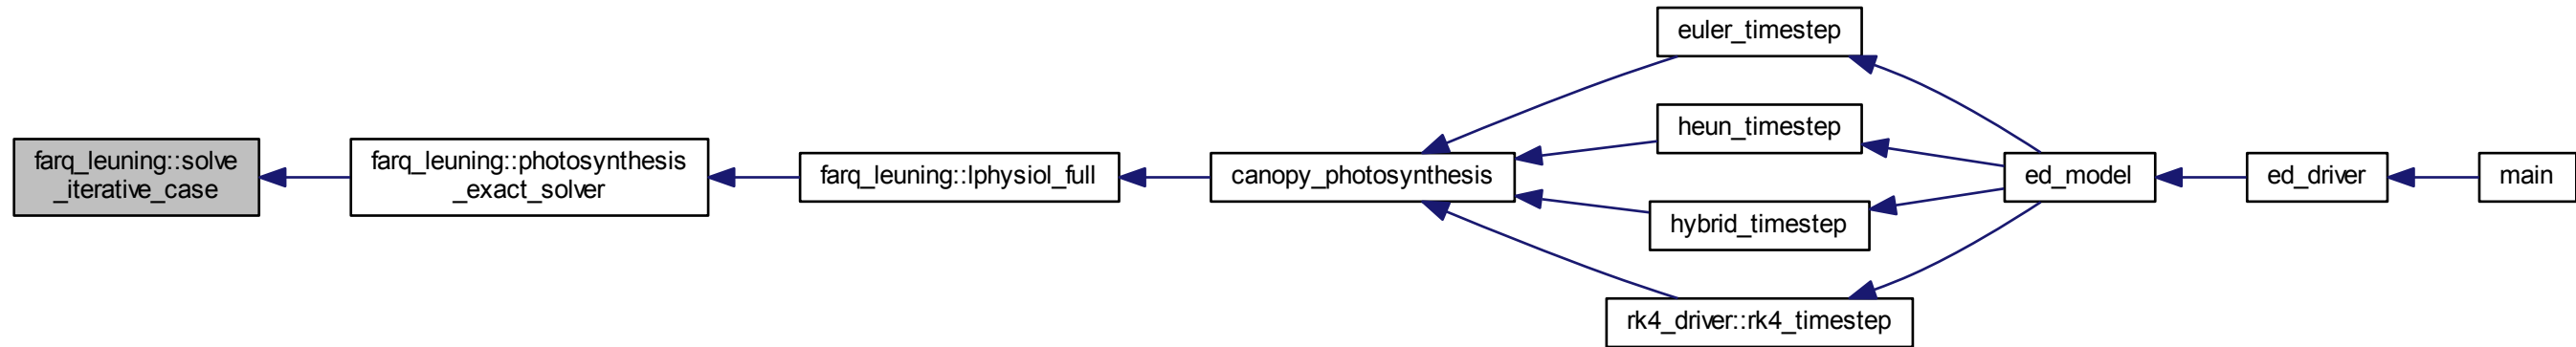 farq_leuning::solve
_iterative_case
farq_leuning::photosynthesis
_exact_solver
farq_leuning::lphysiol_full
canopy_photosynthesis
euler_timestep
heun_timestep
hybrid_timestep
rk4_driver::rk4_timestep
ed_model
ed_driver
main